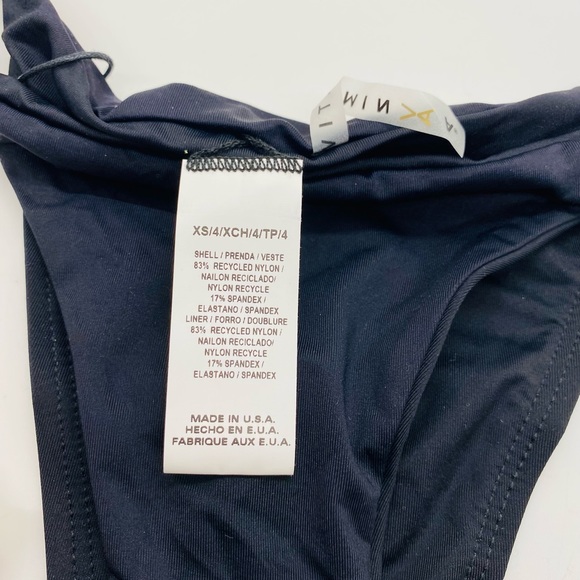 VIT
MIN
A
A.
XS/4/XCH/4/TP/4
SHELL / PRENDA / VESTE
83% RECYCLED NYLON /
NAILON RECICLADO/
NYLON RECYCLE
17% SPANDEX /
ELASTANO / SPANDEX
LINER / FORRO / DOUBLURE
83% RECYCLED NYLON /
NAILON RECICLADO/
NYLON RECYCLE
17% SPANDEX /
ELASTANO / SPANDEX
MADE IN U.S.A.
HECHO EN E.U.A.
FABRIQUE AUX E.U.A.